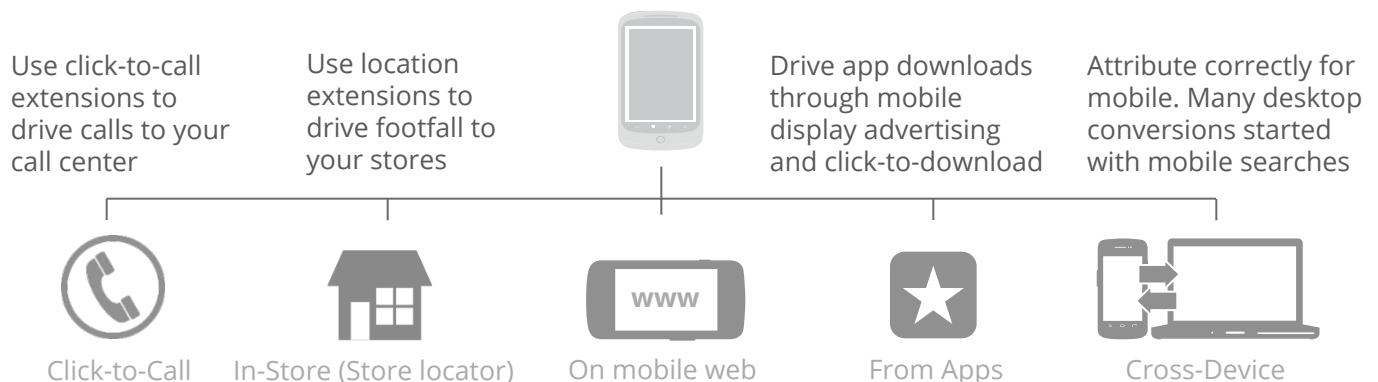 Use click-to-call
extensions to
drive calls to your
call center
Use location
extensions to
drive footfall to
your stores
Drive app downloads
through mobile
display advertising
and click-to-download
Attribute correctly for
mobile. Many desktop
conversions started
with mobile searches
www
Click-to-Call
In-Store (Store locator)
On mobile web
From Apps
Cross-Device